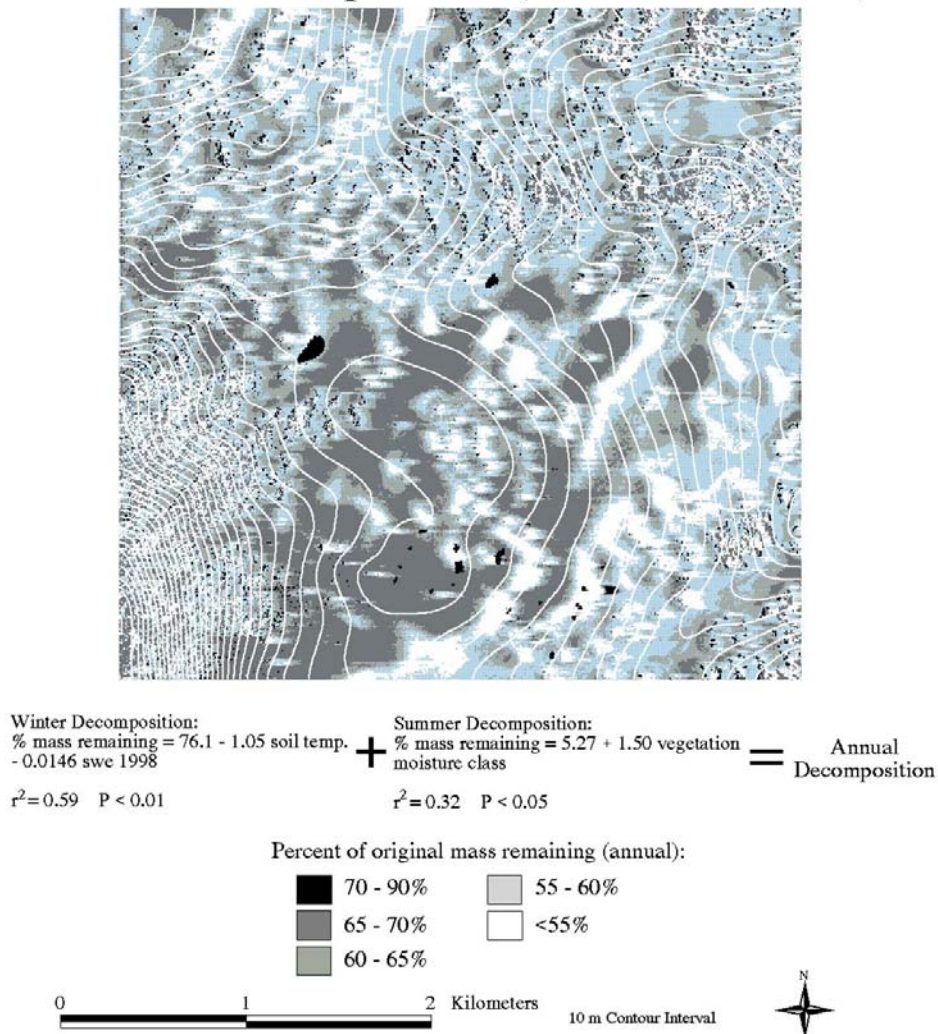 Winter Decomposition:
% mass remaining = 76.1 - 1.05 soil temp.
- 0.0146 swe 1998
r² = 0.59 P < 0.01
+
Summer Decomposition:
% mass remaining = 5.27 + 1.50 vegetation
moisture class
r² = 0.32 P < 0.05
=
Annual
Decomposition
Percent of original mass remaining (annual):
70 - 90%
65 - 70%
60 - 65%
55 - 60%
<55%
0 1 2 Kilometers
10 m Contour Interval
N